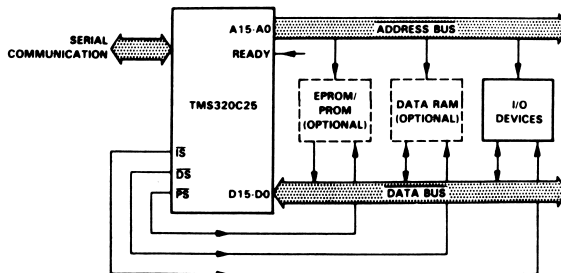 A15-A0
ADDRESS BUS
SERIAL
COMMUNICATION
READY
TMS320C25
EPROM/
PROM
(OPTIONAL)
DATA RAM
(OPTIONAL)
I/O
DEVICES
IS
DS
PS
D15-D0
DATA BUS